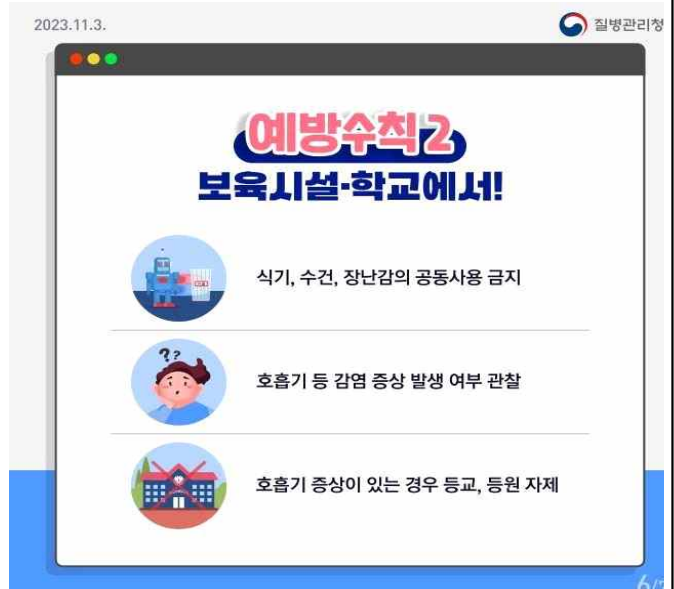 2023.11.3.
질병관리청
예방수칙 2
보육시설·학교에서!
식기, 수건, 장난감의 공동사용 금지
??
호흡기 등 감염 증상 발생 여부 관찰
호흡기 증상이 있는 경우 등교, 등원 자제